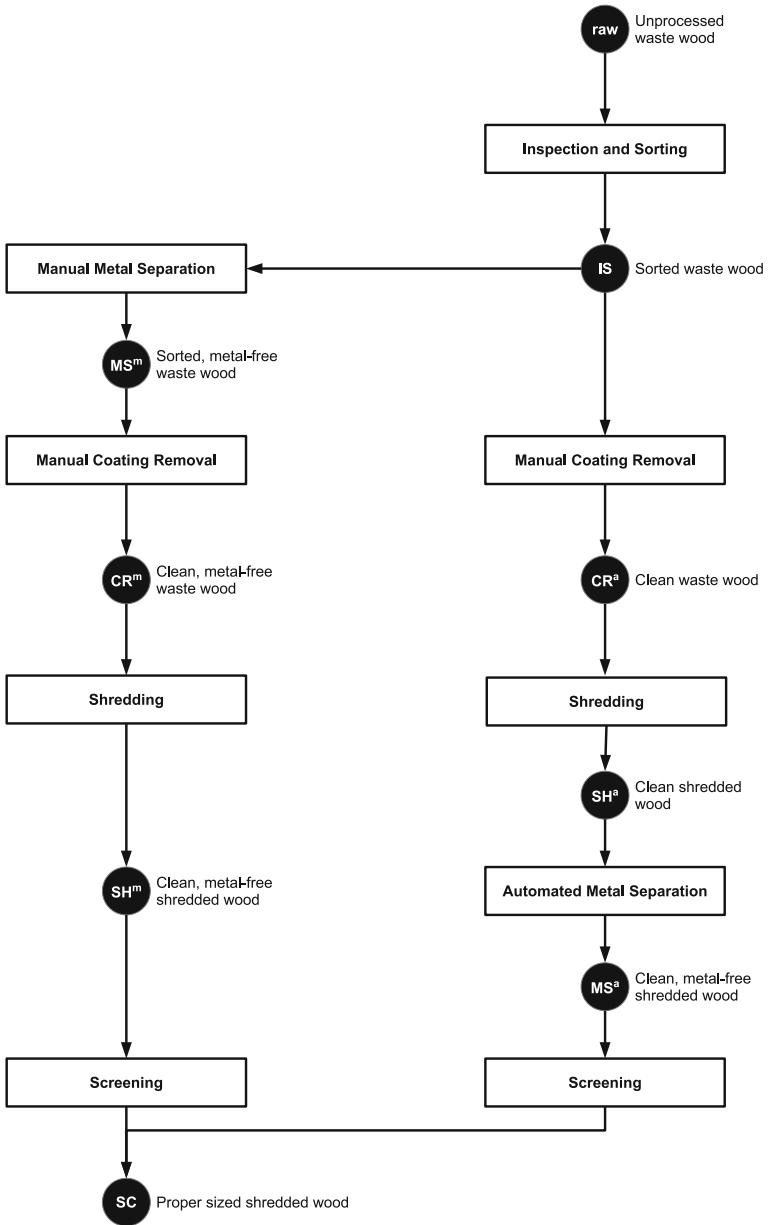 raw
Unprocessed
waste wood
Inspection and Sorting
Manual Metal Separation
IS
Sorted waste wood
MSᵐ
Sorted, metal-free
waste wood
Manual Coating Removal
Manual Coating Removal
CRᵐ
Clean, metal-free
waste wood
CRᵃ
Clean waste wood
Shredding
Shredding
SHᵃ
Clean shredded
wood
SHᵐ
Clean, metal-free
shredded wood
Automated Metal Separation
MSᵃ
Clean, metal-free
shredded wood
Screening
Screening
SC
Proper sized shredded wood